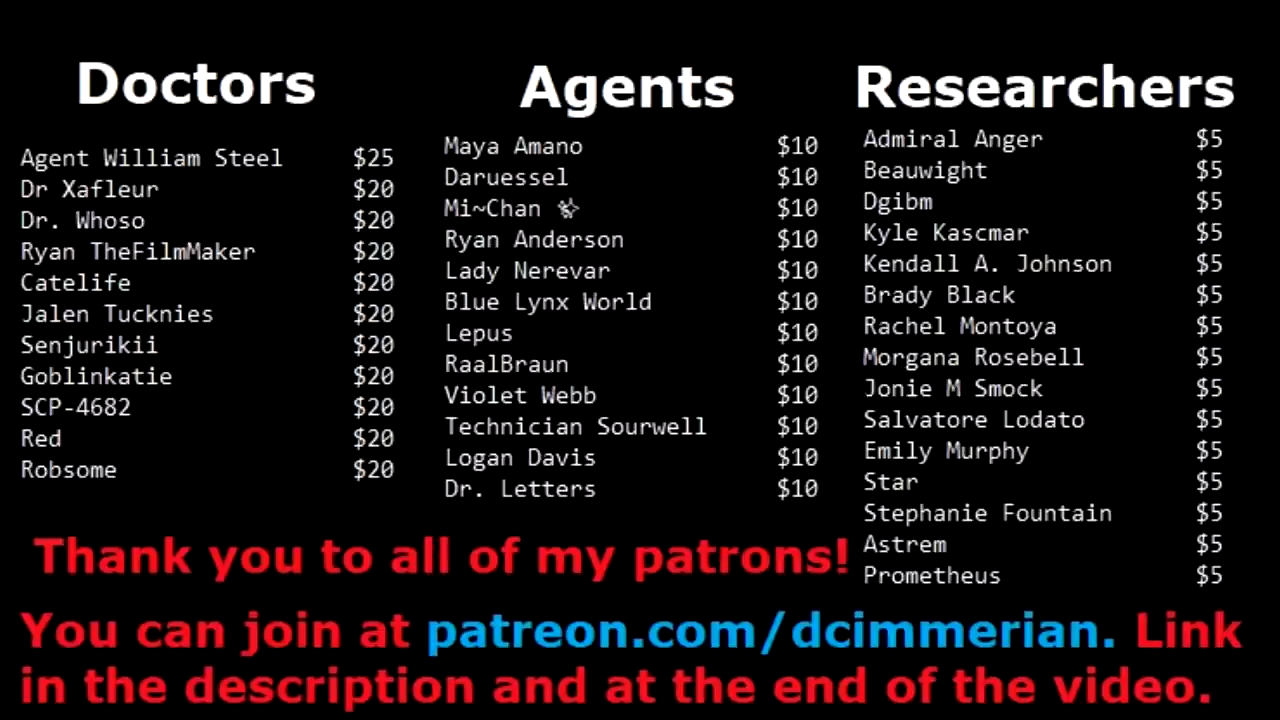 Doctors
Agent William Steel $25
Dr Xafleur $20
Dr. Whoso $20
Ryan TheFilmMaker $20
Catelife $20
Jalen Tucknies $20
Senjurikii $20
Goblinkatie $20
SCP-4682 $20
Red $20
Robsome $20
Agents
Maya Amano $10
Daruessel $10
Mi~Chan ✨ $10
Ryan Anderson $10
Lady Nerevar $10
Blue Lynx World $10
Lepus $10
RaalBraun $10
Violet Webb $10
Technician Sourwell $10
Logan Davis $10
Dr. Letters $10
Researchers
Admiral Anger $5
Beauwight $5
Dgibm $5
Kyle Kascmar $5
Kendall A. Johnson $5
Brady Black $5
Rachel Montoya $5
Morgana Rosebell $5
Jonie M Smock $5
Salvatore Lodato $5
Emily Murphy $5
Star $5
Stephanie Fountain $5
Astrem $5
Prometheus $5
Thank you to all of my patrons!
You can join at patreon.com/dcimmerian. Link
in the description and at the end of the video.